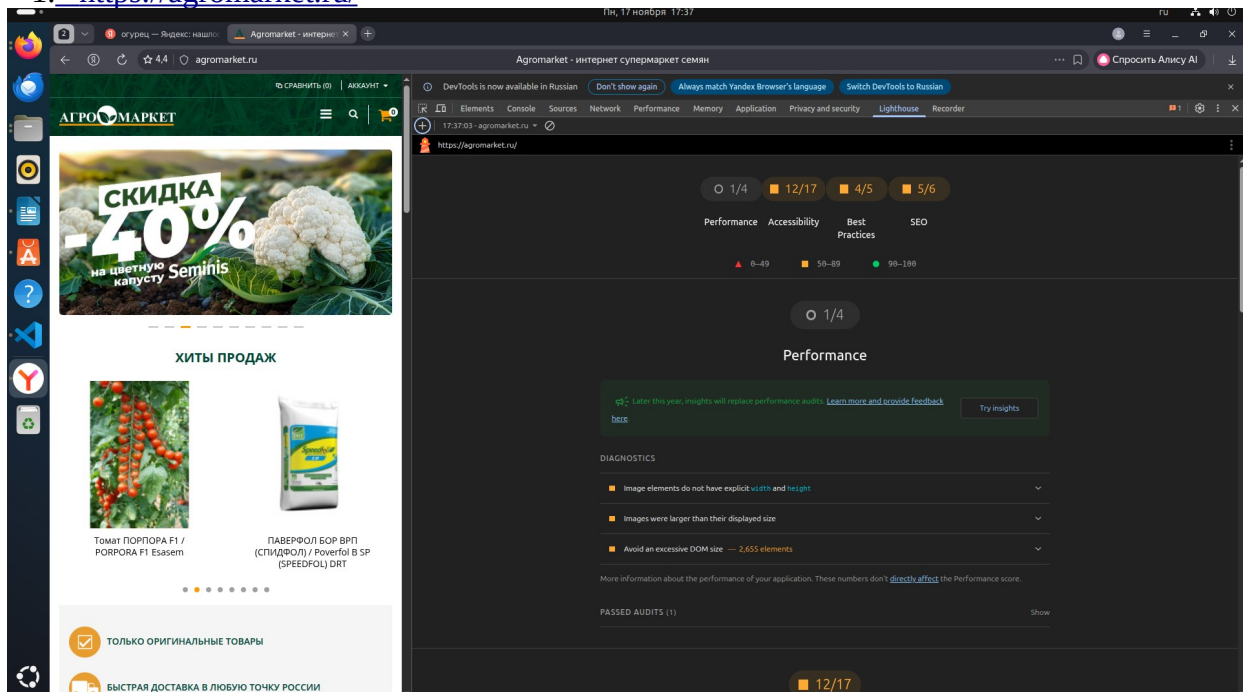 1. https://agromarket.ru/
Пн, 17 ноября 17:37
ru
2
огурец — Яндекс: нашлос
Agromarket - интернет
4,4
agromarket.ru
Agromarket - интернет супермаркет семян
Спросить Алису AI
СРАВНИТЬ (0) | АККАУНТ
АГРОМАРКЕТ
0
СКИДКА
-40%
на цветную капусту Seminis
ХИТЫ ПРОДАЖ
Томат ПОРПОРА F1 /
PORPORA F1 Esasem
ПАВЕРФОЛ БОР ВРП
(СПИДФОЛ) / Poverfol B SP
(SPEEDFOL) DRT
ТОЛЬКО ОРИГИНАЛЬНЫЕ ТОВАРЫ
БЫСТРАЯ ДОСТАВКА В ЛЮБУЮ ТОЧКУ РОССИИ
DevTools is now available in Russian
Don't show again
Always match Yandex Browser's language
Switch DevTools to Russian
Elements Console Sources Network Performance Memory Application Privacy and security Lighthouse Recorder
1
17:37:03 - agromarket.ru
https://agromarket.ru/
1/4 12/17 4/5 5/6
Performance Accessibility Best Practices SEO
0–49 50–89 90–100
1/4
Performance
Later this year, insights will replace performance audits. Learn more and provide feedback
here.
Try insights
DIAGNOSTICS
Image elements do not have explicit width and height
Images were larger than their displayed size
Avoid an excessive DOM size — 2,655 elements
More information about the performance of your application. These numbers don't directly affect the Performance score.
PASSED AUDITS (1)
Show
12/17